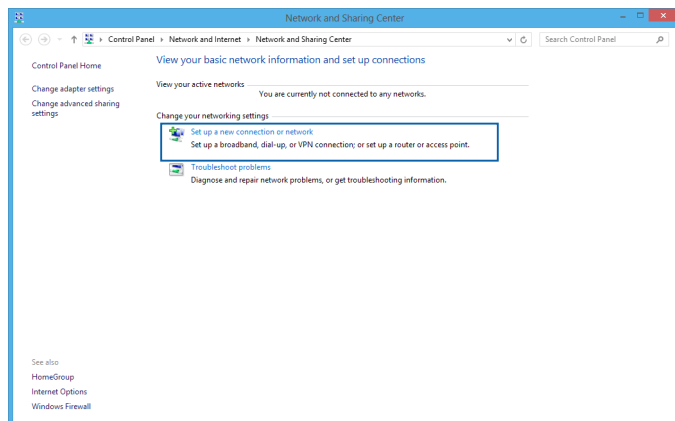 Network and Sharing Center
Control Panel Network and Internet Network and Sharing Center
Search Control Panel
Control Panel Home
Change adapter settings
Change advanced sharing
settings
View your basic network information and set up connections
View your active networks
You are currently not connected to any networks.
Change your networking settings
Set up a new connection or network
Set up a broadband, dial-up, or VPN connection; or set up a router or access point.
Troubleshoot problems
Diagnose and repair network problems, or get troubleshooting information.
See also
HomeGroup
Internet Options
Windows Firewall